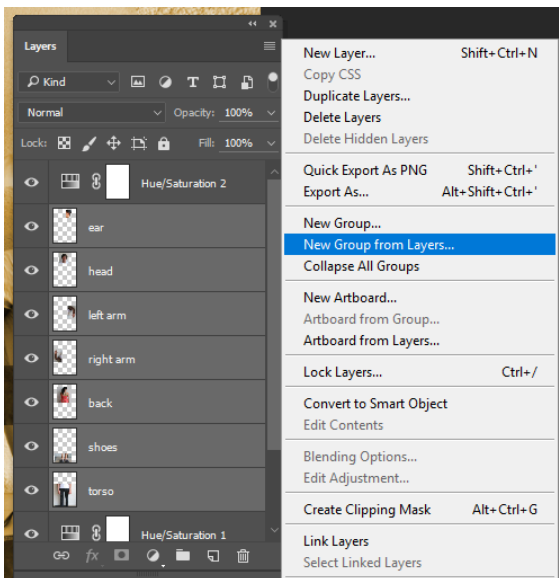 Layers
Kind
T
Normal
Opacity: 100%
Lock:
Fill: 100%
Hue/Saturation 2
ear
head
left arm
right arm
back
shoes
torso
Hue/Saturation 1
fx
New Layer... Shift+Ctrl+N
Copy CSS
Duplicate Layers...
Delete Layers
Delete Hidden Layers
Quick Export As PNG Shift+Ctrl+'
Export As... Alt+Shift+Ctrl+'
New Group...
New Group from Layers...
Collapse All Groups
New Artboard...
Artboard from Group...
Artboard from Layers...
Lock Layers... Ctrl+/
Convert to Smart Object
Edit Contents
Blending Options...
Edit Adjustment...
Create Clipping Mask Alt+Ctrl+G
Link Layers
Select Linked Layers